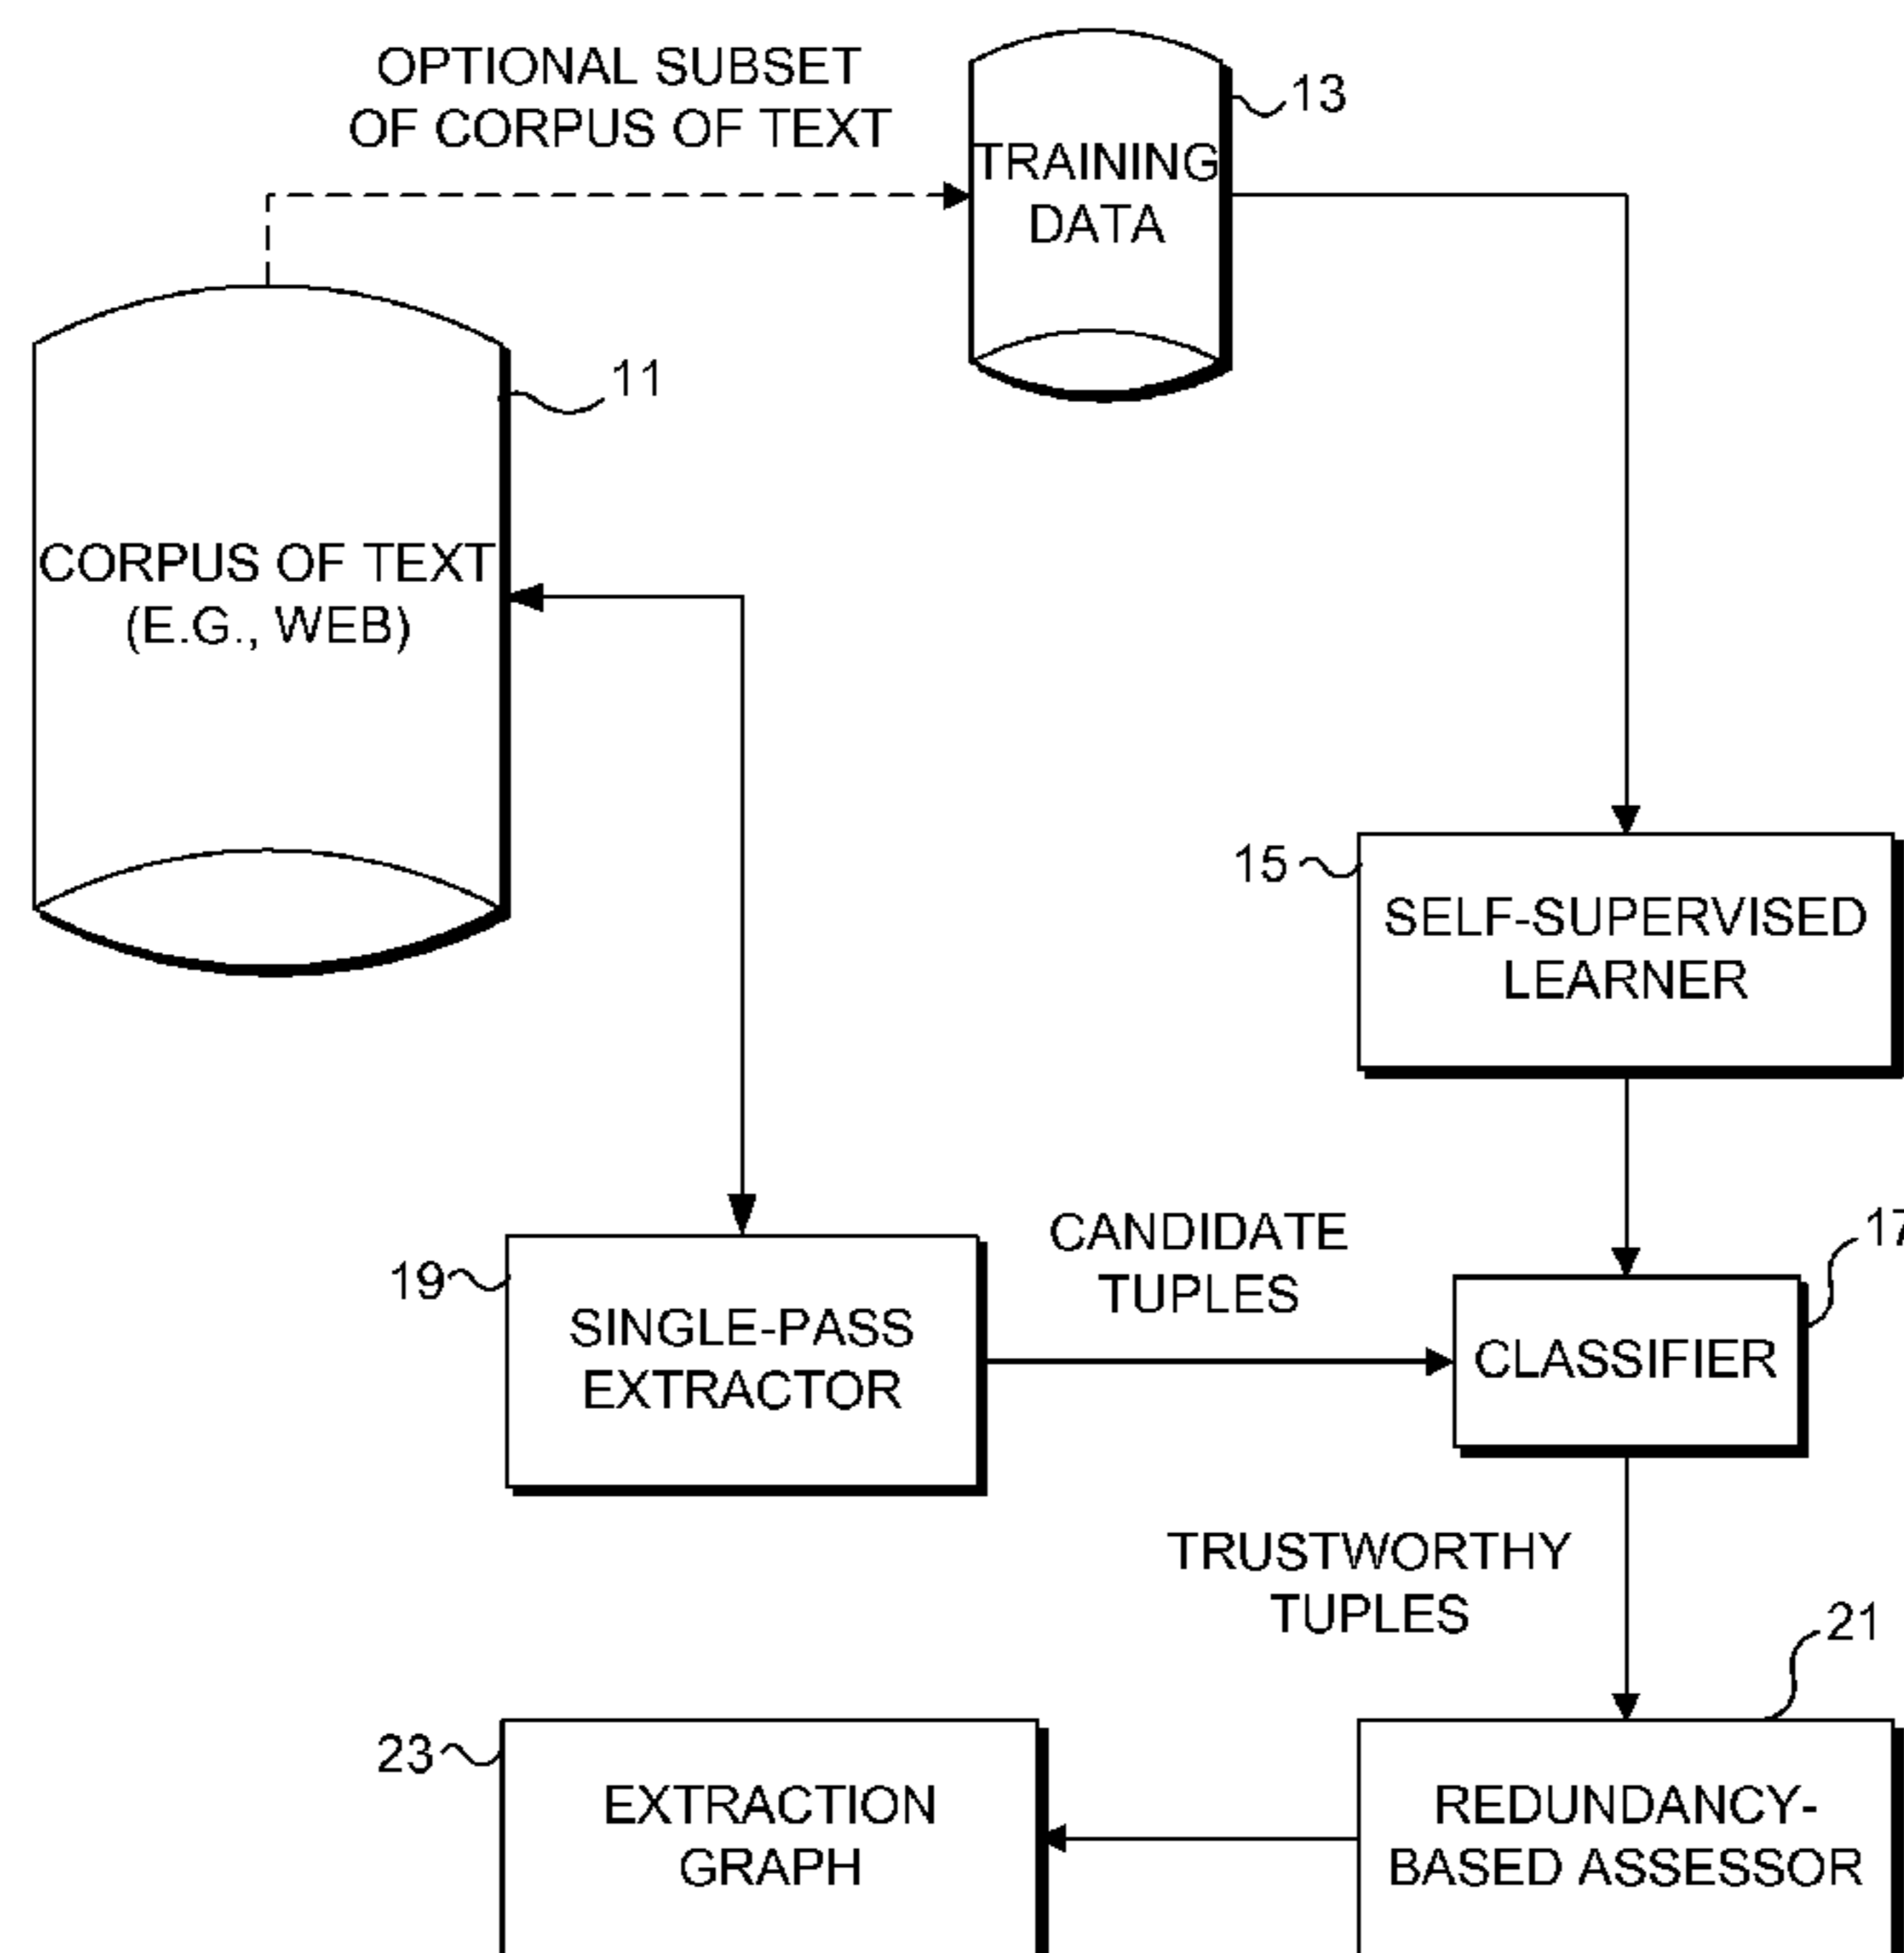 OPTIONAL SUBSET
OF CORPUS OF TEXT
13
TRAINING
DATA
11
CORPUS OF TEXT
(E.G., WEB)
15
SELF-SUPERVISED
LEARNER
17
CANDIDATE
TUPLES
19
SINGLE-PASS
EXTRACTOR
CLASSIFIER
TRUSTWORTHY
TUPLES
21
23
EXTRACTION
GRAPH
REDUNDANCY-
BASED ASSESSOR